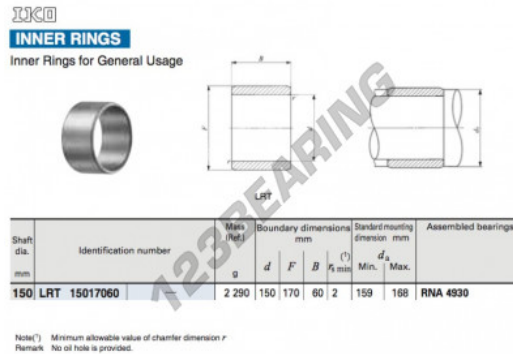 IKO
INNER RINGS
Inner Rings for General Usage
B
F
d
r
r
da
LRT
123BEARING
Shaft dia. mm
Identification number
Mass (Ref.) g
Boundary dimensions mm
d F B rs min (1)
Standard mounting dimension mm
da
Min. Max.
Assembled bearings
150 LRT 15017060 — 2 290 150 170 60 2 159 168 RNA 4930
Note(1) Minimum allowable value of chamfer dimension r
Remark No oil hole is provided.